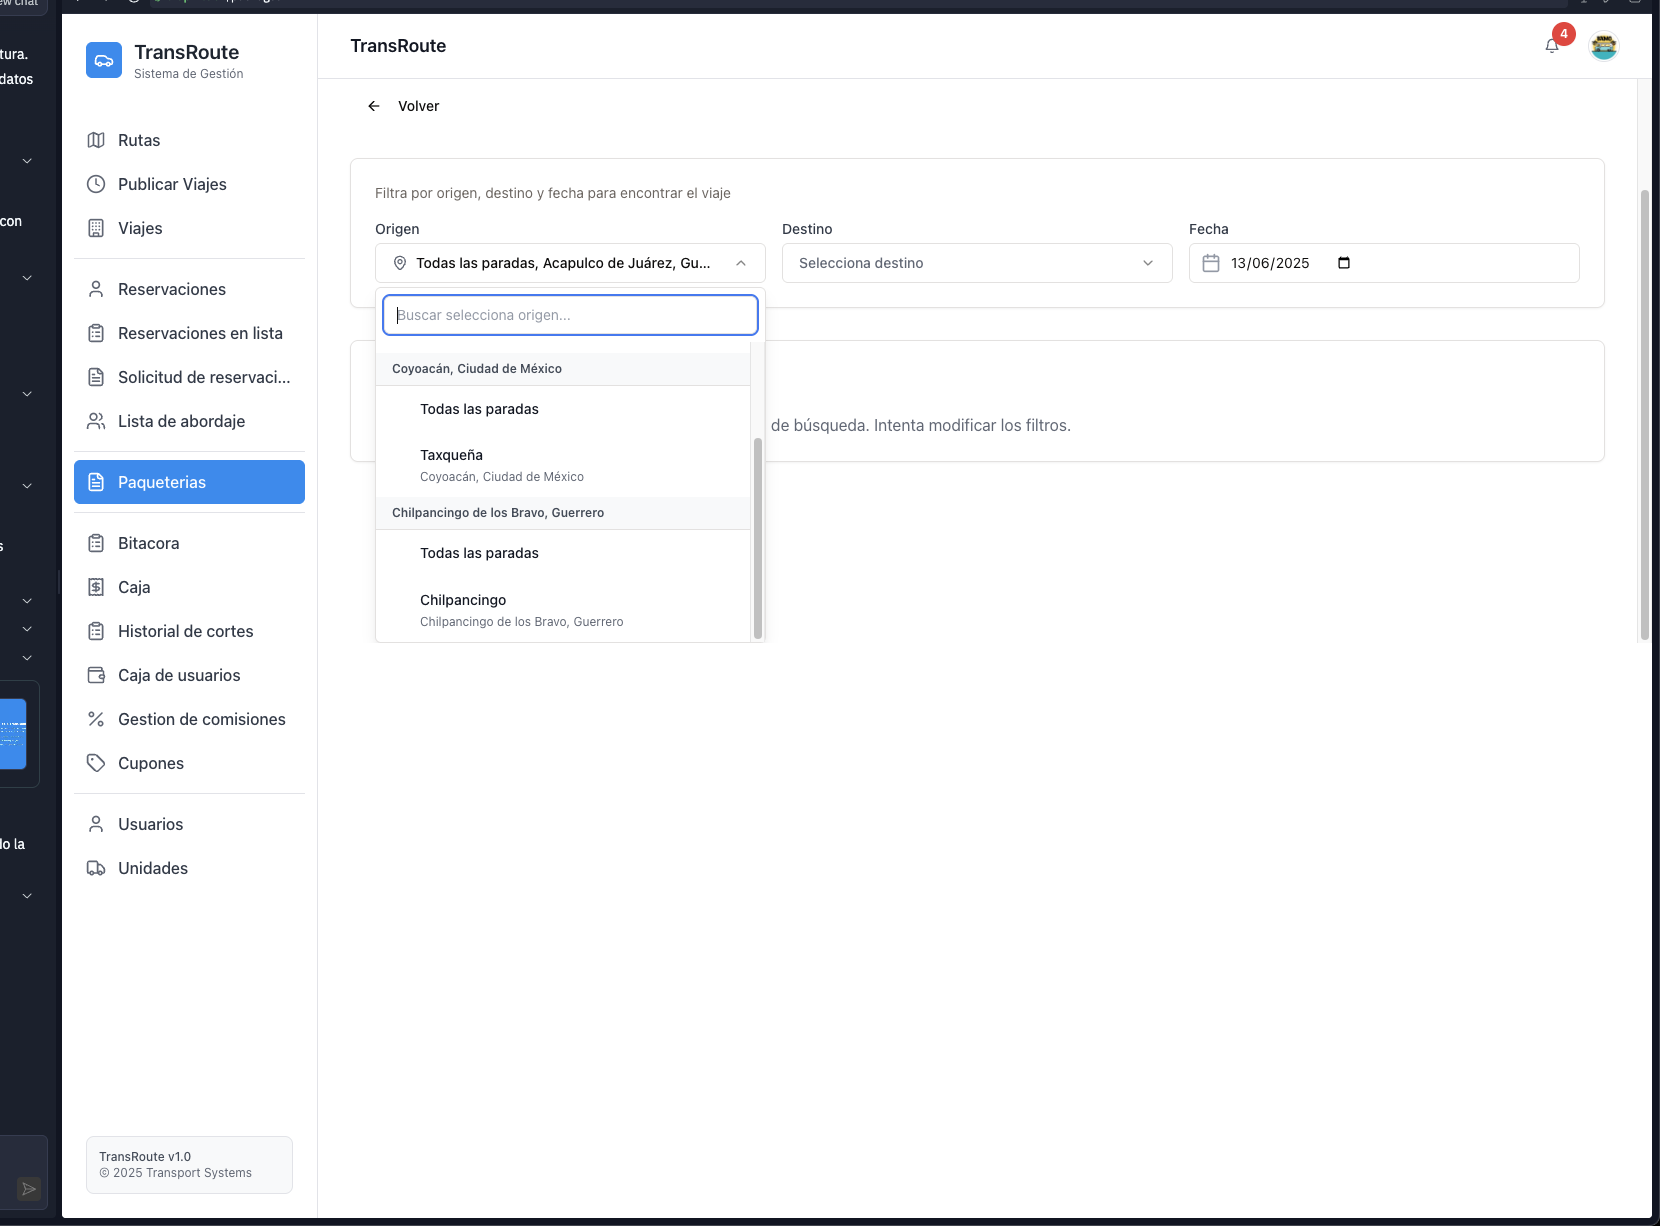 ew chat
tura.
datos
con
s
do la
TransRoute
Sistema de Gestión
Rutas
Publicar Viajes
Viajes
Reservaciones
Reservaciones en lista
Solicitud de reservaci...
Lista de abordaje
Paqueterias
Bitacora
Caja
Historial de cortes
Caja de usuarios
Gestion de comisiones
Cupones
Usuarios
Unidades
TransRoute v1.0
© 2025 Transport Systems
TransRoute
4
Volver
Filtra por origen, destino y fecha para encontrar el viaje
Origen
Todas las paradas, Acapulco de Juárez, Gu...
Destino
Selecciona destino
Fecha
13/06/2025
Buscar selecciona origen...
Coyoacán, Ciudad de México
Todas las paradas
Taxqueña
Coyoacán, Ciudad de México
Chilpancingo de los Bravo, Guerrero
Todas las paradas
Chilpancingo
Chilpancingo de los Bravo, Guerrero
de búsqueda. Intenta modificar los filtros.